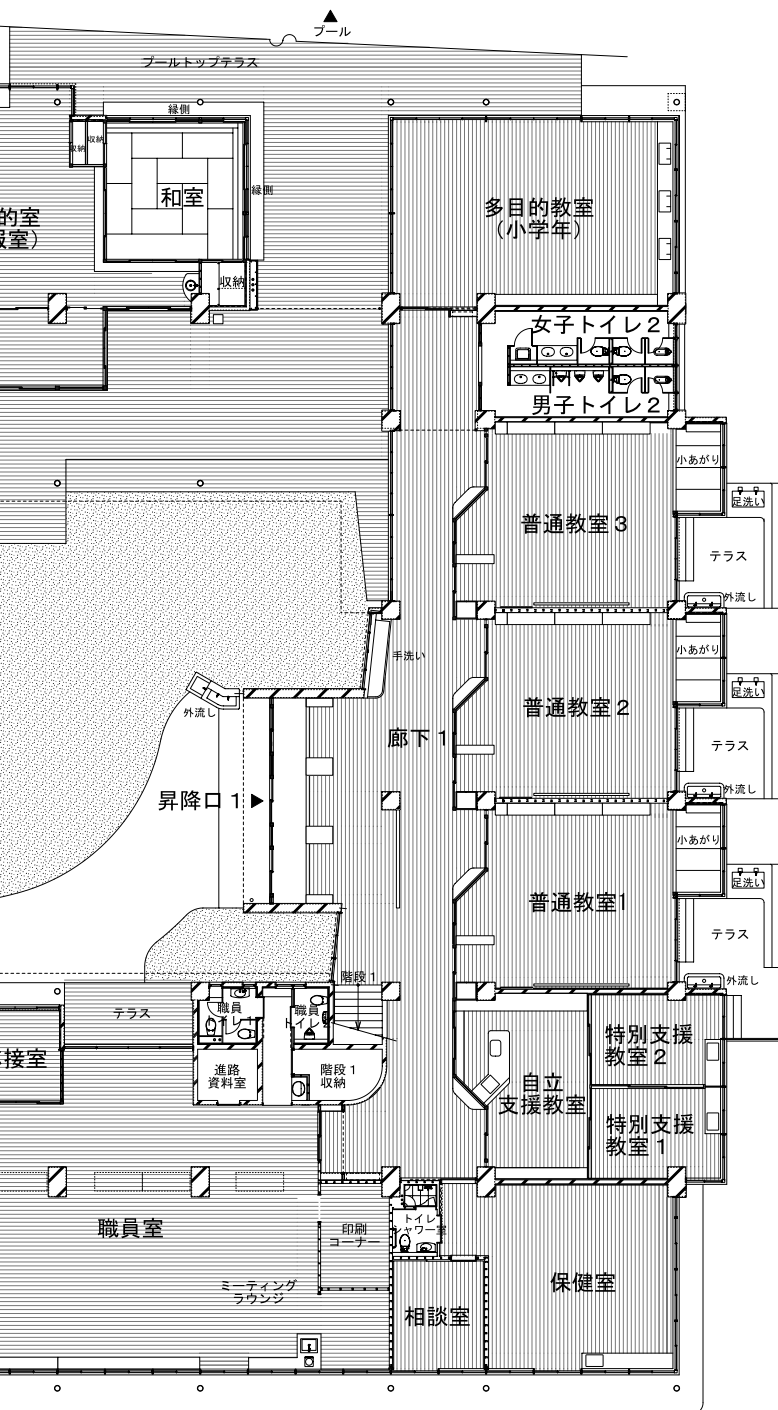 プール
プールトップテラス
縁側
収納
収納
和室
縁側
的室
室）
収納
多目的教室
（小学年）
女子トイレ２
男子トイレ２
小あがり
足洗い
普通教室３
テラス
外流し
手洗い
小あがり
足洗い
普通教室２
外流し
廊下１
テラス
外流し
昇降口１
小あがり
足洗い
普通教室1
テラス
外流し
階段１
テラス
職員
トイレ
職員
トイレ
接室
進路
資料室
階段１
収納
自立
支援教室
特別支援
教室２
特別支援
教室１
職員室
印刷
コーナー
トイレ
シャワー室
ミーティング
ラウンジ
相談室
保健室